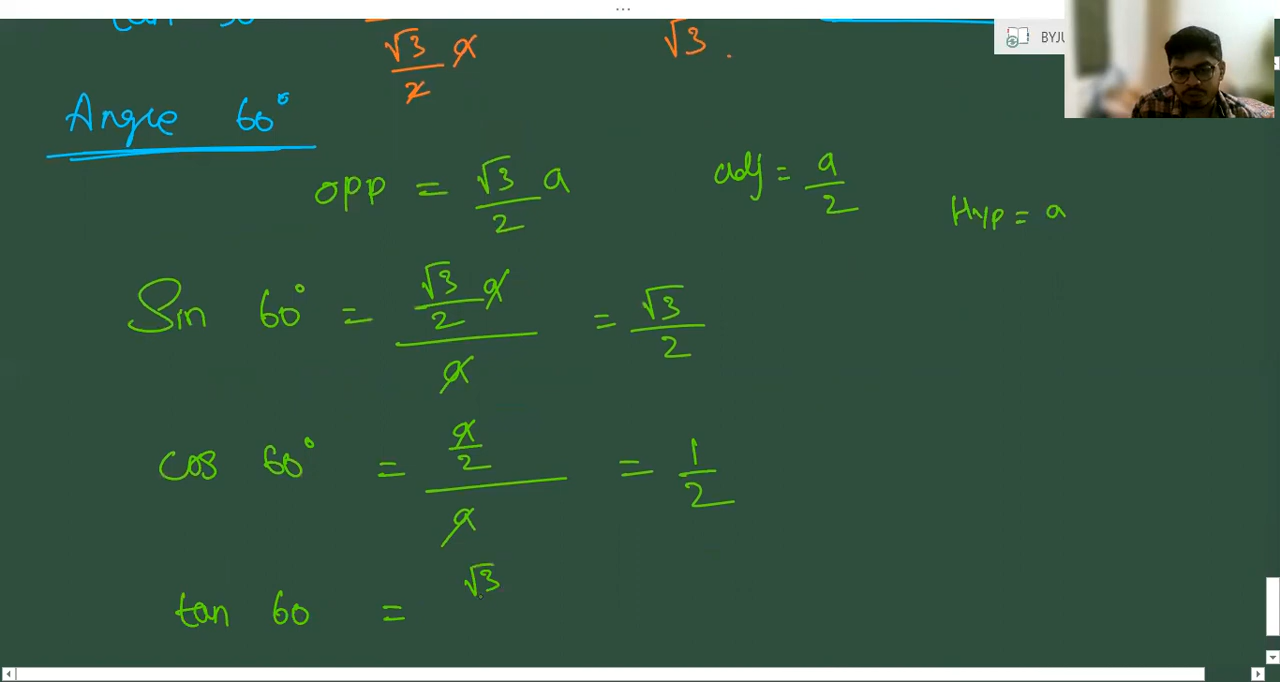 √3/2 a √3 .
BYJU
Angle 60°
opp = √3/2 a adj = a/2 Hyp = a
Sin 60° = (√3/2 a)/a = √3/2
cos 60° = (a/2)/a = 1/2
tan 60 = √3